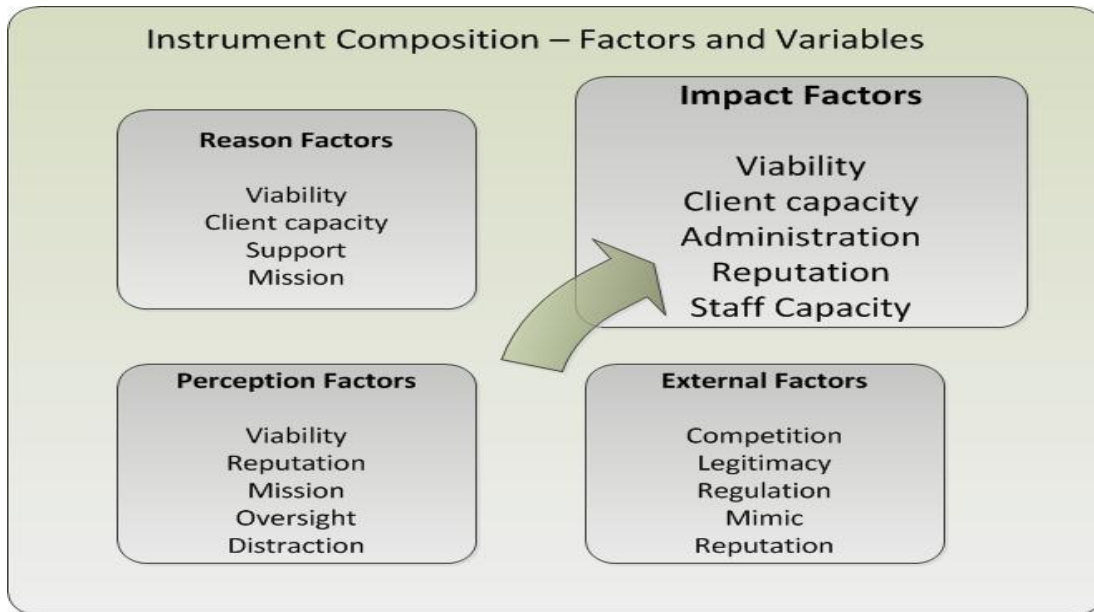 Instrument Composition – Factors and Variables
Reason Factors
Viability
Client capacity
Support
Mission
Impact Factors
Viability
Client capacity
Administration
Reputation
Staff Capacity
Perception Factors
Viability
Reputation
Mission
Oversight
Distraction
External Factors
Competition
Legitimacy
Regulation
Mimic
Reputation